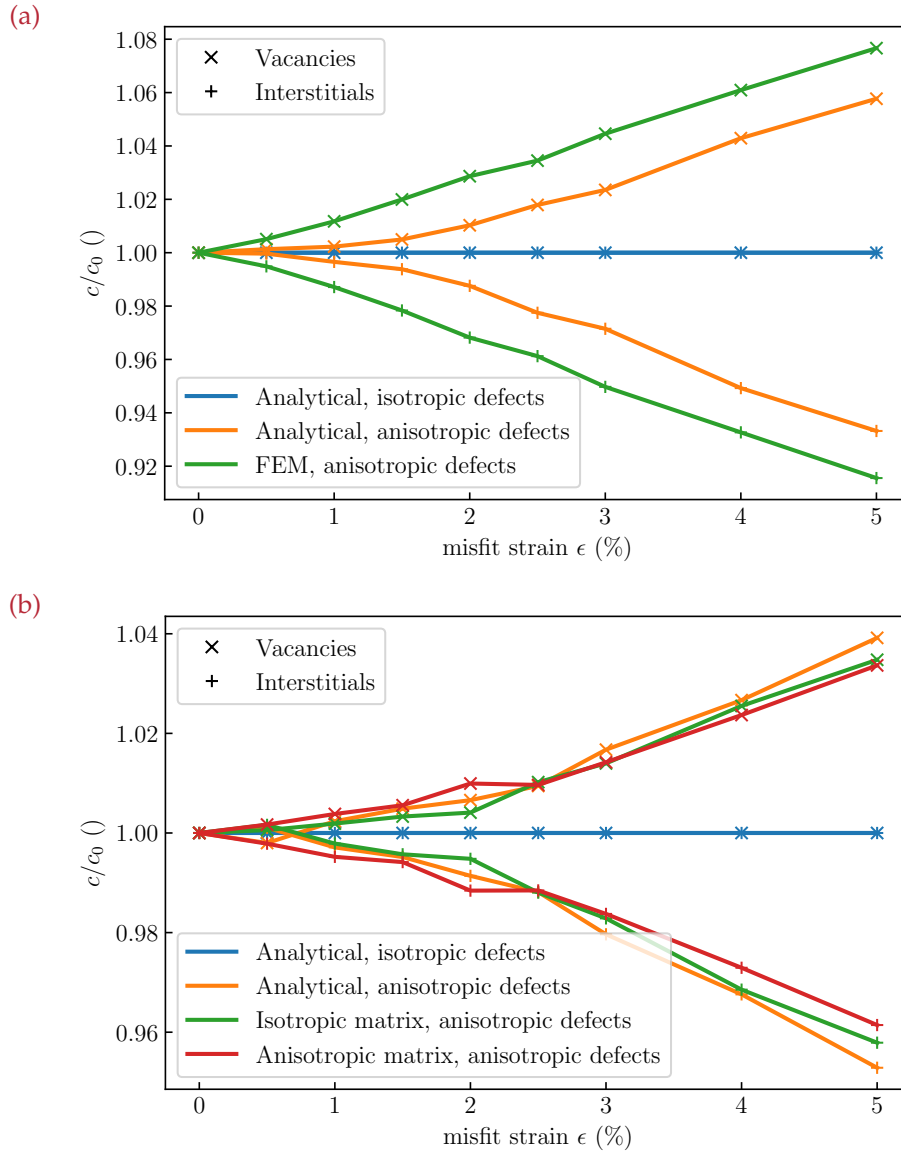 (a)
1.08
1.06
1.04
1.02
1.00
0.98
0.96
0.94
0.92
c/c₀ ()
Vacancies
Interstitials
Analytical, isotropic defects
Analytical, anisotropic defects
FEM, anisotropic defects
0 1 2 3 4 5
misfit strain ϵ (%)
(b)
1.04
1.02
1.00
0.98
0.96
c/c₀ ()
Vacancies
Interstitials
Analytical, isotropic defects
Analytical, anisotropic defects
Isotropic matrix, anisotropic defects
Anisotropic matrix, anisotropic defects
0 1 2 3 4 5
misfit strain ϵ (%)